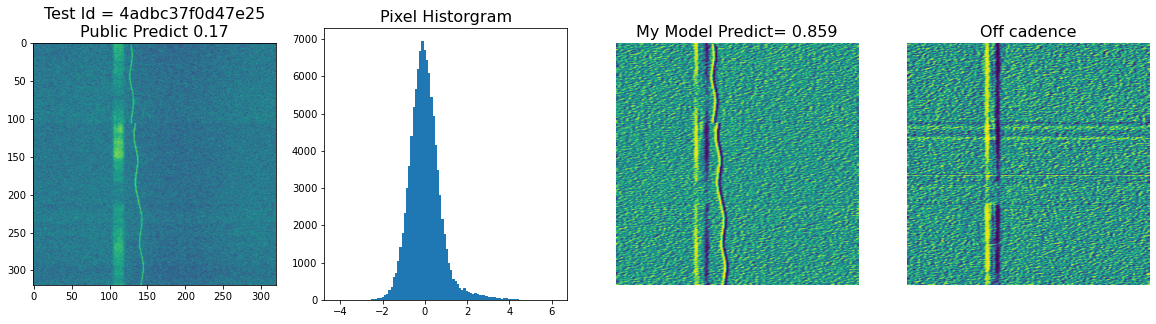 Test Id = 4adbc37f0d47e25
Public Predict 0.17
0
50
100
150
200
250
300
0 50 100 150 200 250 300
Pixel Historgram
7000
6000
5000
4000
3000
2000
1000
0
−4 −2 0 2 4 6
My Model Predict= 0.859
Off cadence